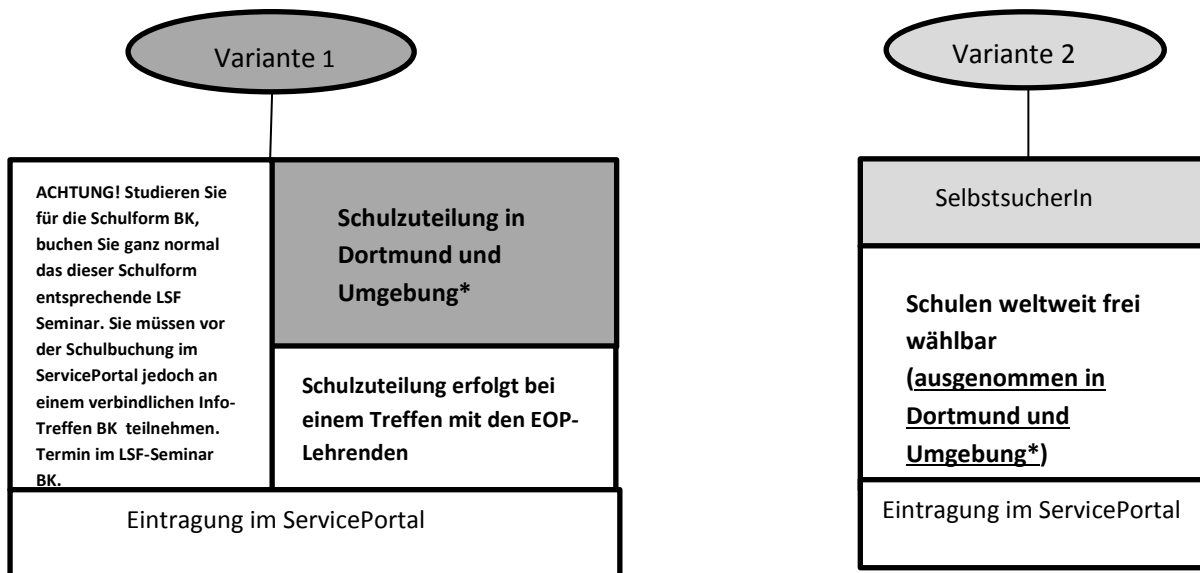 Variante 1
ACHTUNG! Studieren Sie
für die Schulform BK,
buchen Sie ganz normal
das dieser Schulform
entsprechende LSF
Seminar. Sie müssen vor
der Schulbuchung im
ServicePortal jedoch an
einem verbindlichen Info-
Treffen BK teilnehmen.
Termin im LSF-Seminar
BK.
Schulzuteilung in
Dortmund und
Umgebung*
Schulzuteilung erfolgt bei
einem Treffen mit den EOP-
Lehrenden
Eintragung im ServicePortal
Variante 2
SelbstsucherIn
Schulen weltweit frei
wählbar
(ausgenommen in
Dortmund und
Umgebung*)
Eintragung im ServicePortal